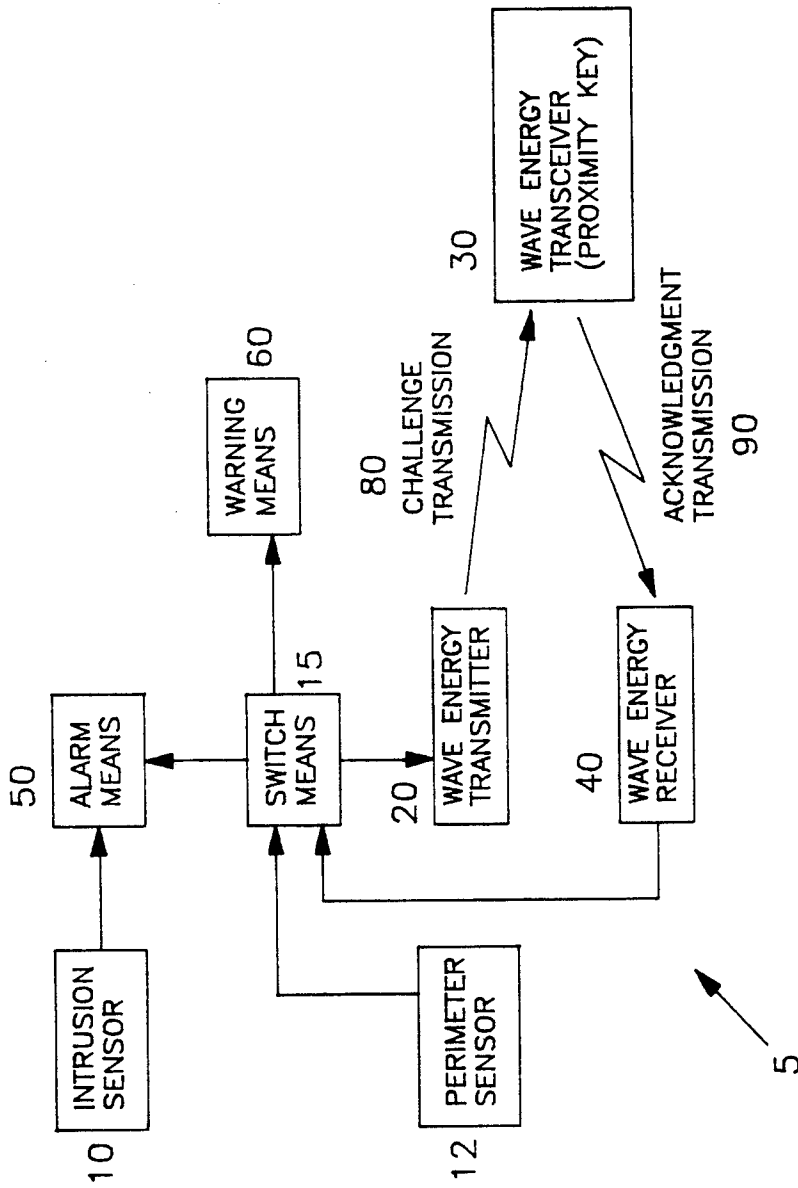 10
INTRUSION
SENSOR
50
ALARM
MEANS
12
PERIMETER
SENSOR
SWITCH
MEANS
15
WARNING
MEANS
60
20
WAVE ENERGY
TRANSMITTER
80
CHALLENGE
TRANSMISSION
30
WAVE ENERGY
TRANSCEIVER
(PROXIMITY KEY)
40
WAVE ENERGY
RECEIVER
ACKNOWLEDGMENT
TRANSMISSION
90
5